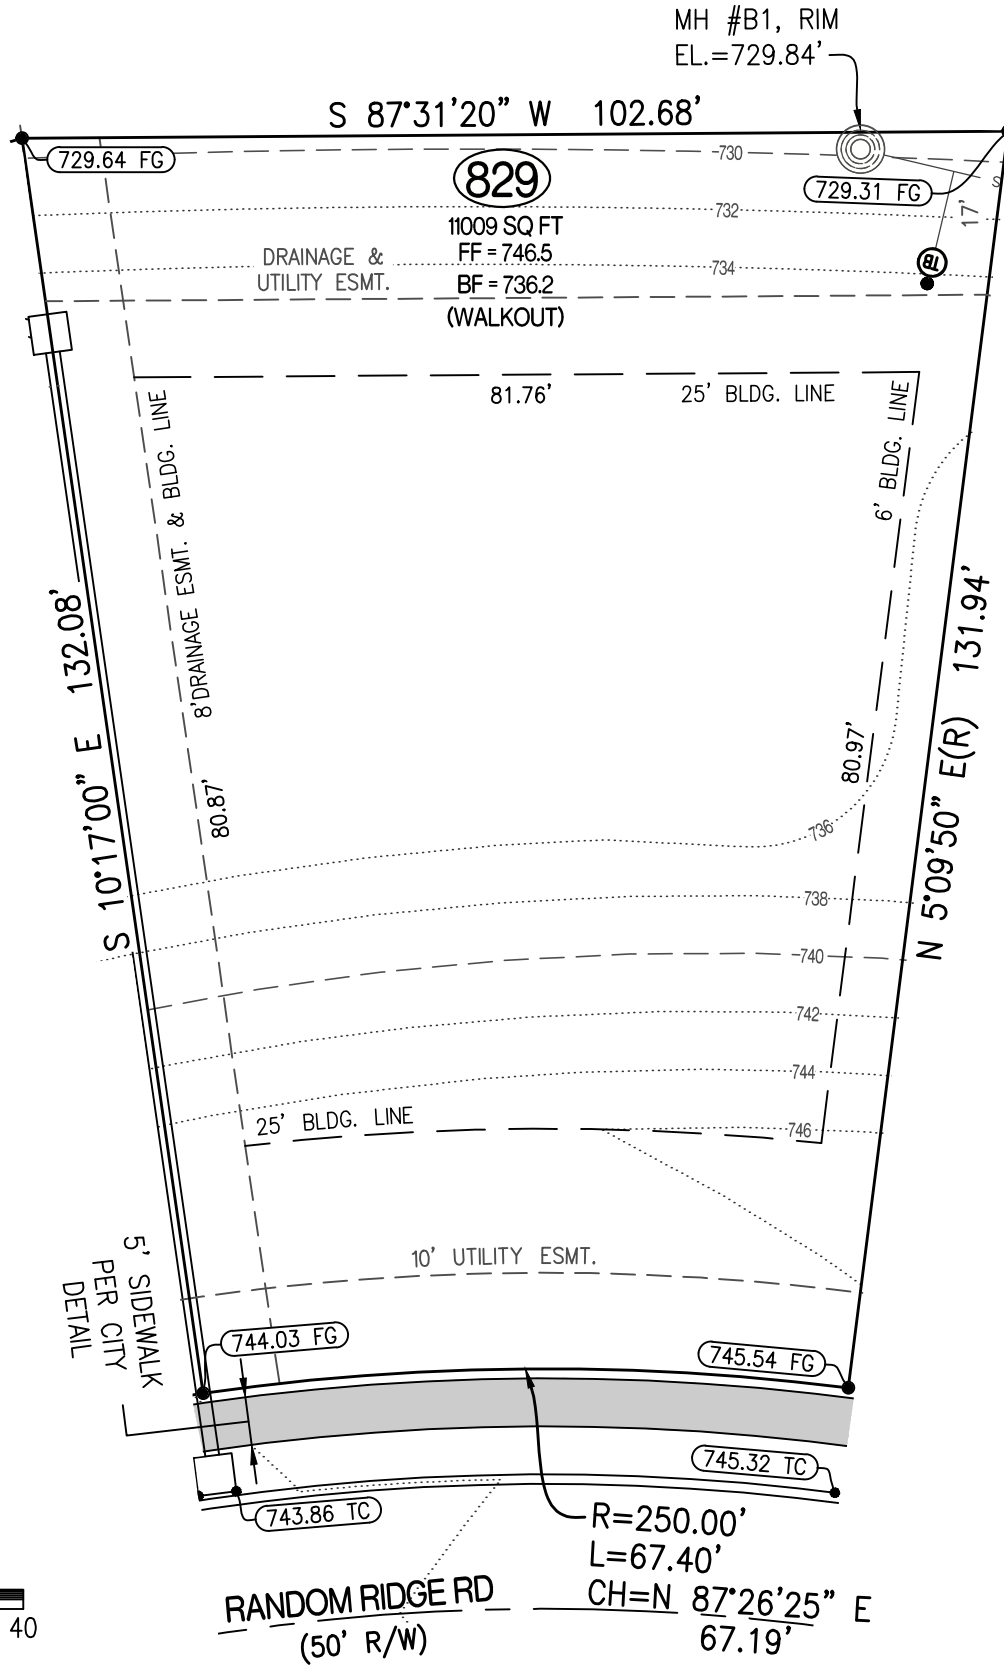 MH #B1, RIM
EL.=729.84'
S 87°31'20" W 102.68'
729.64 FG
730
829
729.31 FG
S
11009 SQ FT
732
17'
DRAINAGE &
UTILITY ESMT.
FF = 746.5
734
TB
BF = 736.2
(WALKOUT)
81.76'
25' BLDG. LINE
6' BLDG. LINE
8' DRAINAGE ESMT. & BLDG. LINE
S 10°17'00" E 132.08'
N 5°09'50" E(R) 131.94'
80.87'
80.97'
736
738
740
742
744
746
25' BLDG. LINE
10' UTILITY ESMT.
5' SIDEWALK
PER CITY
DETAIL
744.03 FG
745.54 FG
745.32 TC
743.86 TC
R=250.00'
L=67.40'
CH=N 87°26'25" E
67.19'
RANDOM RIDGE RD
(50' R/W)
40